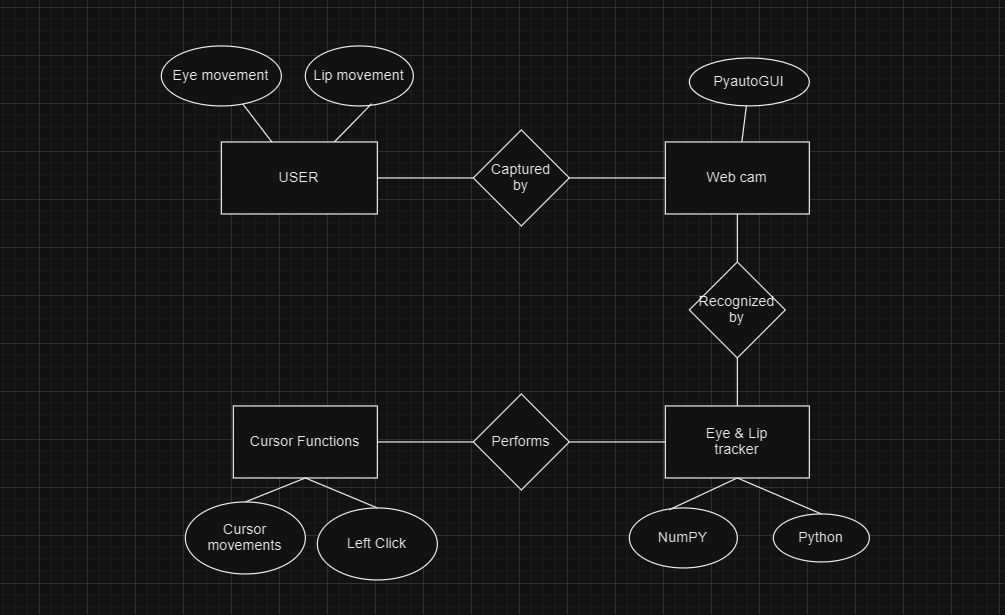 Eye movement
Lip movement
PyautoGUI
USER
Captured
by
Web cam
Recognized
by
Cursor Functions
Performs
Eye & Lip
tracker
Cursor
movements
Left Click
NumPY
Python